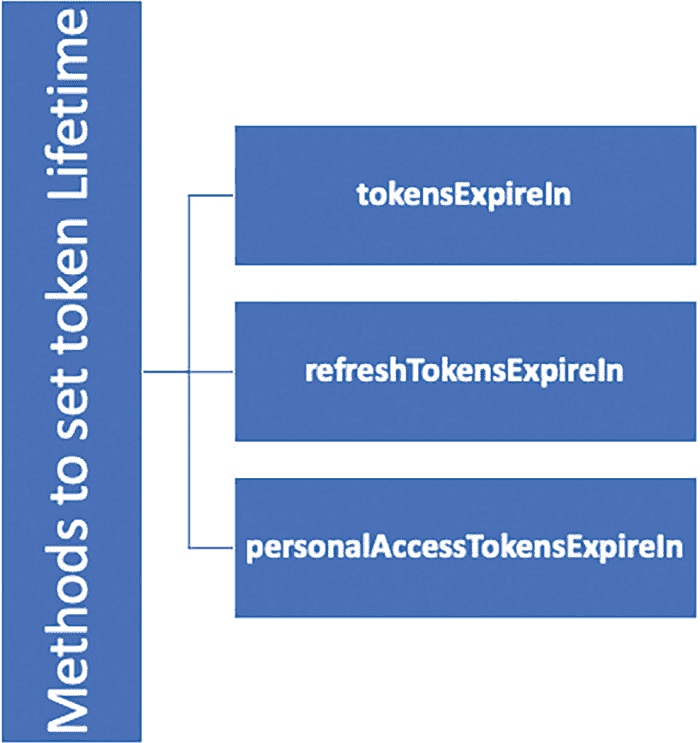 Methods to set token Lifetime
tokensExpireIn
refreshTokensExpireIn
personalAccessTokensExpireIn